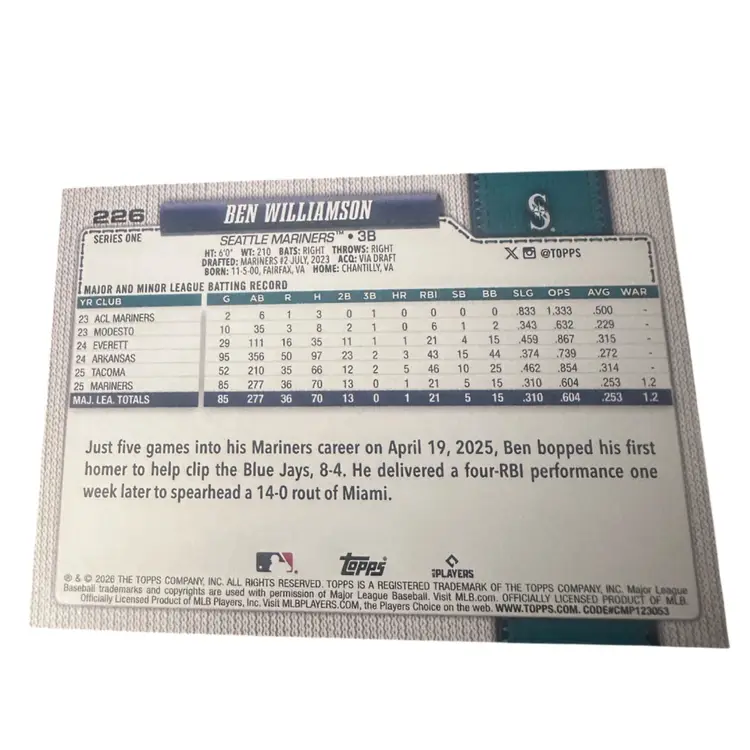 226
BEN WILLIAMSON
S
SERIES ONE
SEATTLE MARINERS™ • 3B
HT: 6'0" WT: 210 BATS: RIGHT THROWS: RIGHT
DRAFTED: MARINERS #2 JULY, 2023 ACQ: VIA DRAFT
BORN: 11-5-00, FAIRFAX, VA HOME: CHANTILLY, VA
X @TOPPS
MAJOR AND MINOR LEAGUE BATTING RECORD
YR CLUB G AB R H 2B 3B HR RBI SB BB SLG OPS AVG WAR
23 ACL MARINERS 2 6 1 3 0 1 0 0 0 0 .833 1.333 .500 -
23 MODESTO 10 35 3 8 2 1 0 6 1 2 .343 .632 .229 -
24 EVERETT 29 111 16 35 11 1 1 21 4 15 .459 .867 .315 -
24 ARKANSAS 95 356 50 97 23 2 3 43 15 44 .374 .739 .272 -
25 TACOMA 52 210 35 66 12 2 5 46 10 25 .462 .854 .314 -
25 MARINERS 85 277 36 70 13 0 1 21 5 15 .310 .604 .253 1.2
MAJ. LEA. TOTALS 85 277 36 70 13 0 1 21 5 15 .310 .604 .253 1.2
Just five games into his Mariners career on April 19, 2025, Ben bopped his first
homer to help clip the Blue Jays, 8-4. He delivered a four-RBI performance one
week later to spearhead a 14-0 rout of Miami.
Topps
PLAYERS
® & © 2026 THE TOPPS COMPANY, INC. ALL RIGHTS RESERVED. TOPPS IS A REGISTERED TRADEMARK OF THE TOPPS COMPANY, INC. Major League
Baseball trademarks and copyrights are used with permission of Major League Baseball. Visit MLB.com. OFFICIALLY LICENSED PRODUCT OF MLB.
Officially Licensed Product of MLB Players, Inc. Visit MLBPLAYERS.COM, the Players Choice on the web. WWW.TOPPS.COM. CODE#CMP123053